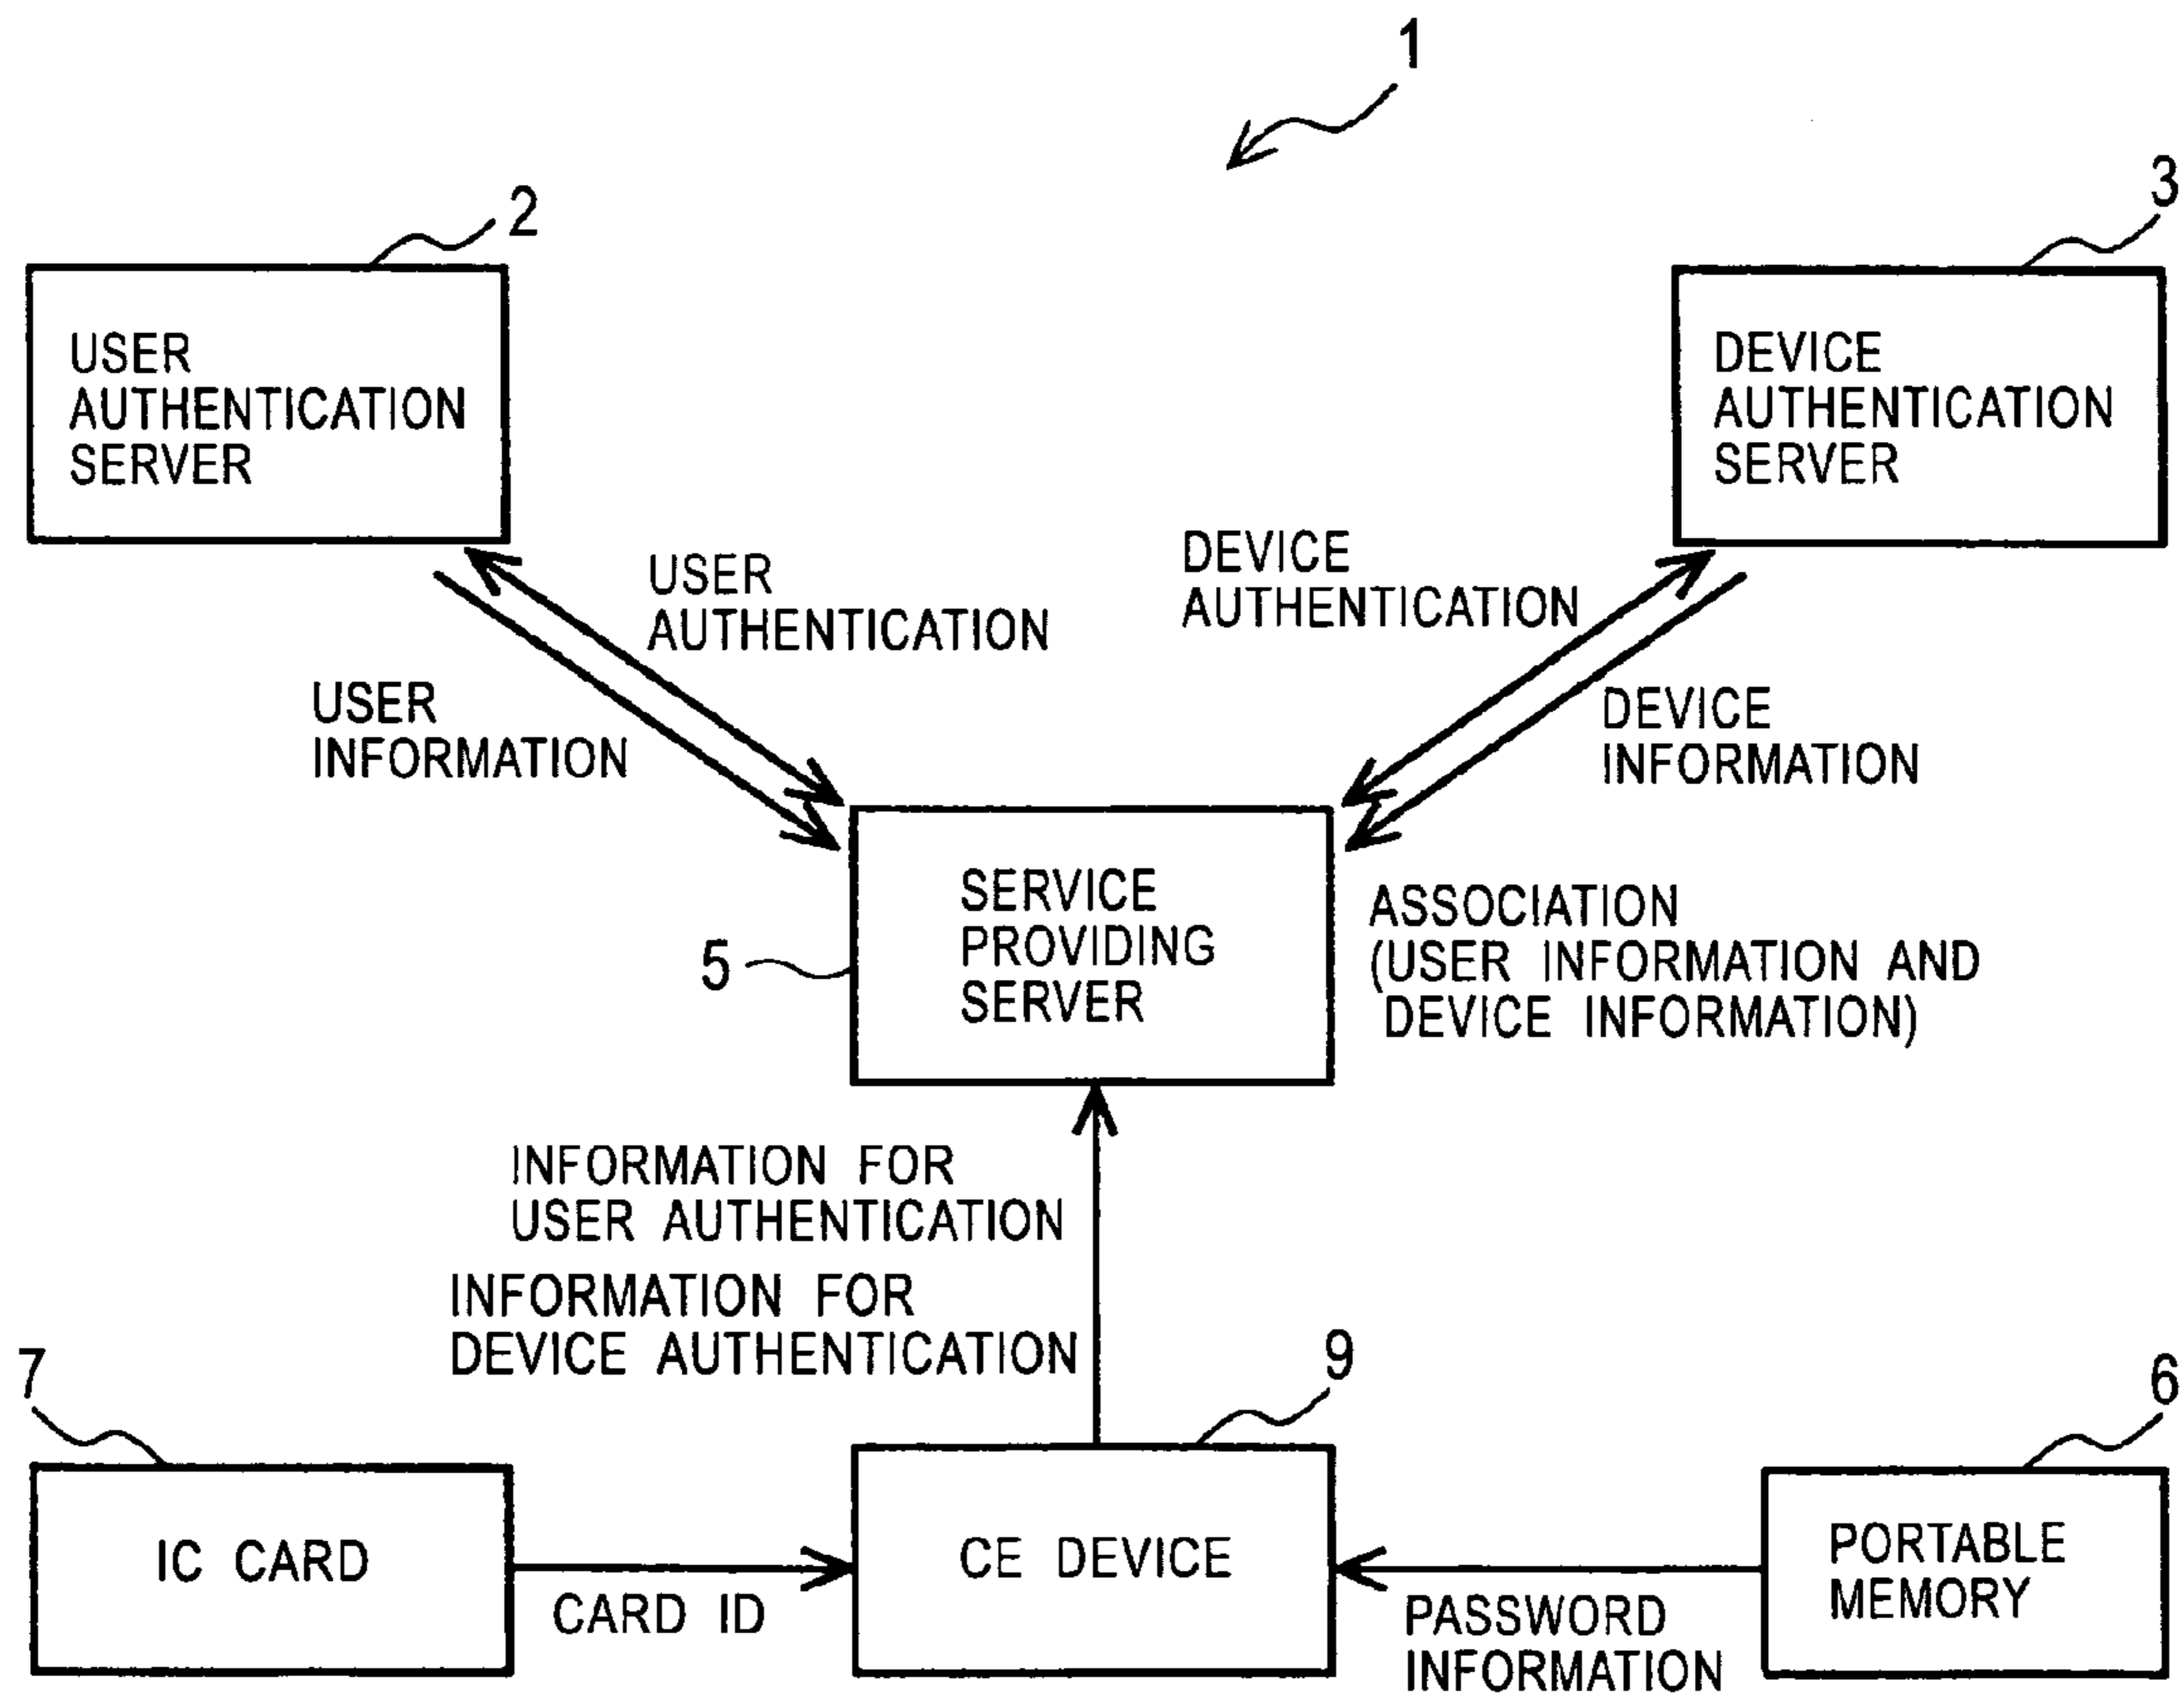 1
2
3
USER
AUTHENTICATION
SERVER
DEVICE
AUTHENTICATION
SERVER
USER
AUTHENTICATION
DEVICE
AUTHENTICATION
USER
INFORMATION
DEVICE
INFORMATION
5
SERVICE
PROVIDING
SERVER
ASSOCIATION
(USER INFORMATION AND
DEVICE INFORMATION)
INFORMATION FOR
USER AUTHENTICATION
INFORMATION FOR
DEVICE AUTHENTICATION
7
9
6
IC CARD
CARD ID
CE DEVICE
PASSWORD
INFORMATION
PORTABLE
MEMORY